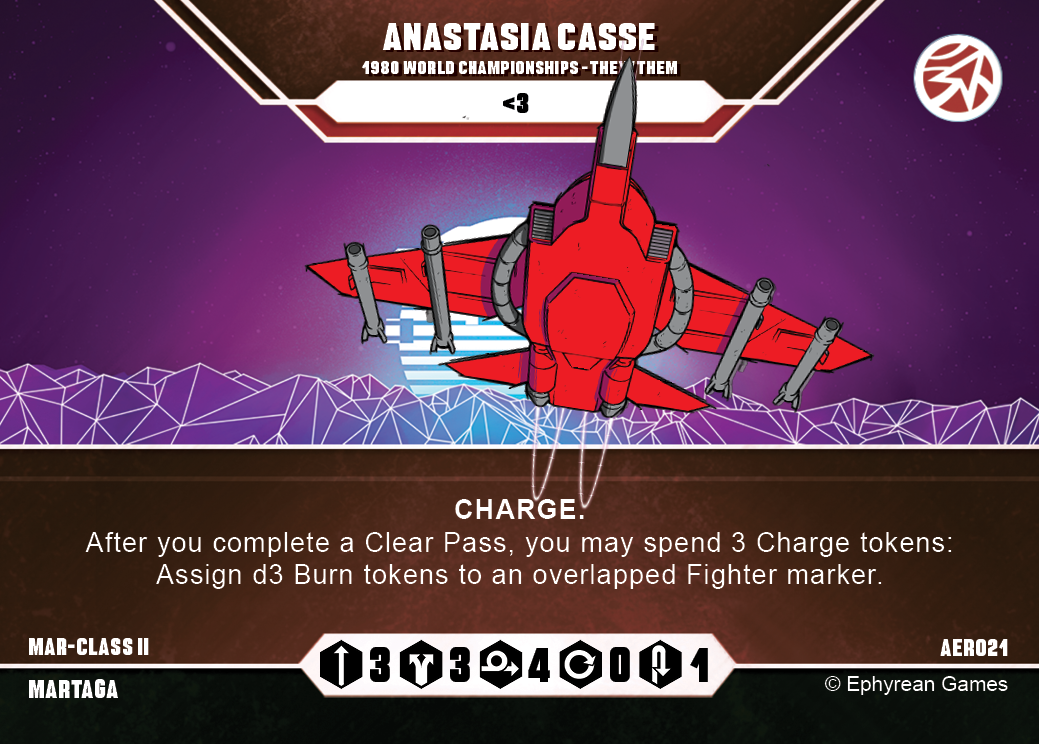 ANASTASIA CASSE
1980 WORLD CHAMPIONSHIPS - THEY/THEM
<3
CHARGE.
After you complete a Clear Pass, you may spend 3 Charge tokens:
Assign d3 Burn tokens to an overlapped Fighter marker.
MAR-CLASS II
3 3 4 0 1
AER021
MARTAGA
© Ephyrean Games